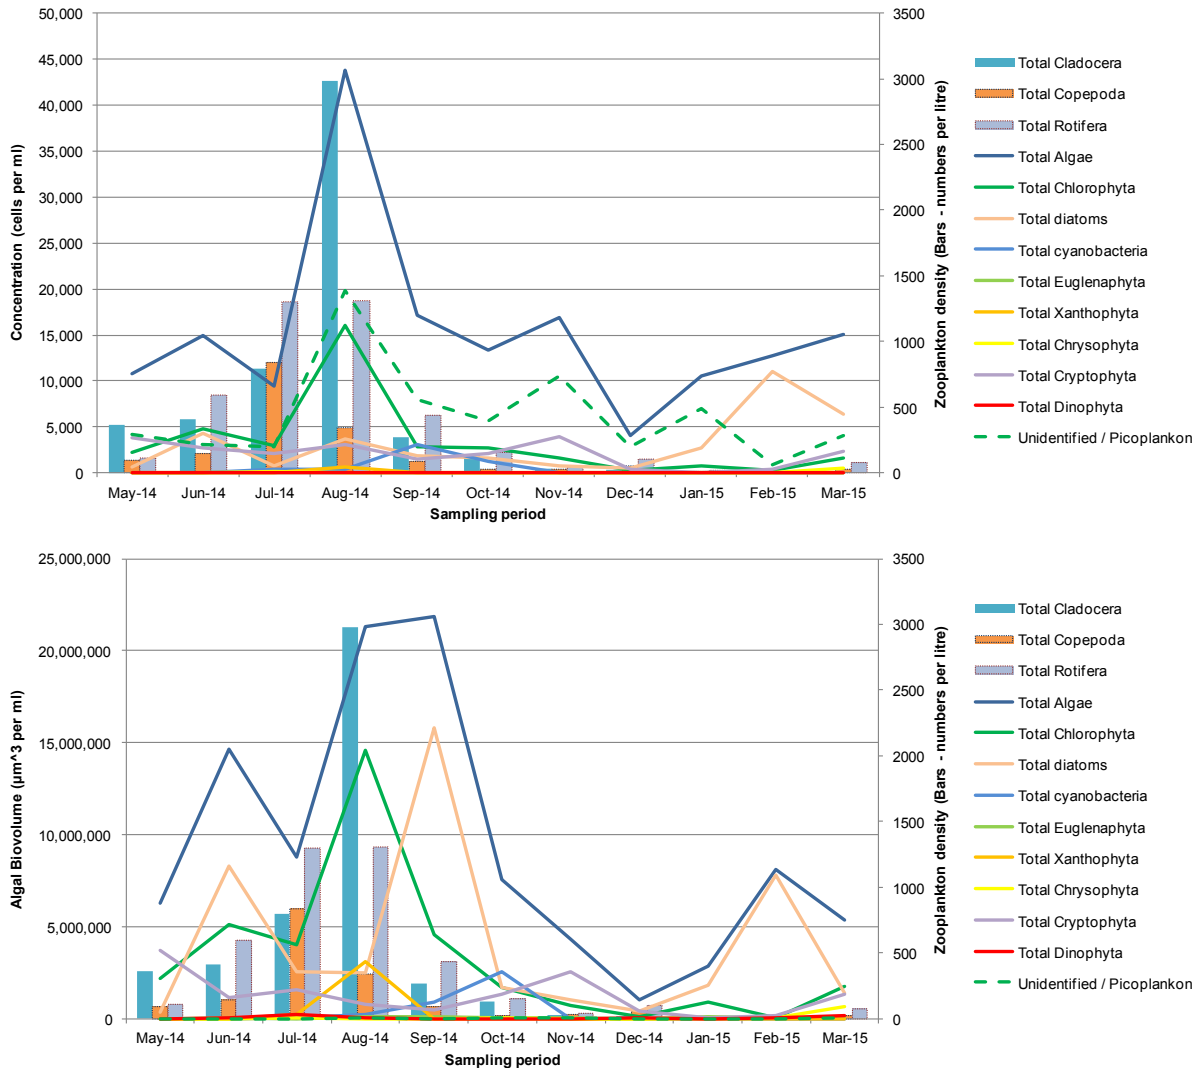 50,000
45,000
40,000
35,000
30,000
25,000
20,000
15,000
10,000
5,000
0
Concentration (cells per ml)
3500
3000
2500
2000
1500
1000
500
0
Zooplankton density (Bars - numbers per litre)
May-14 Jun-14 Jul-14 Aug-14 Sep-14 Oct-14 Nov-14 Dec-14 Jan-15 Feb-15 Mar-15
Sampling period
Total Cladocera
Total Copepoda
Total Rotifera
Total Algae
Total Chlorophyta
Total diatoms
Total cyanobacteria
Total Euglenaphyta
Total Xanthophyta
Total Chrysophyta
Total Cryptophyta
Total Dinophyta
Unidentified / Picoplankon
25,000,000
20,000,000
15,000,000
10,000,000
5,000,000
0
Algal Biovolume (µm^3 per ml)
3500
3000
2500
2000
1500
1000
500
0
Zooplankton density (Bars - numbers per litre)
May-14 Jun-14 Jul-14 Aug-14 Sep-14 Oct-14 Nov-14 Dec-14 Jan-15 Feb-15 Mar-15
Sampling period
Total Cladocera
Total Copepoda
Total Rotifera
Total Algae
Total Chlorophyta
Total diatoms
Total cyanobacteria
Total Euglenaphyta
Total Xanthophyta
Total Chrysophyta
Total Cryptophyta
Total Dinophyta
Unidentified / Picoplankon